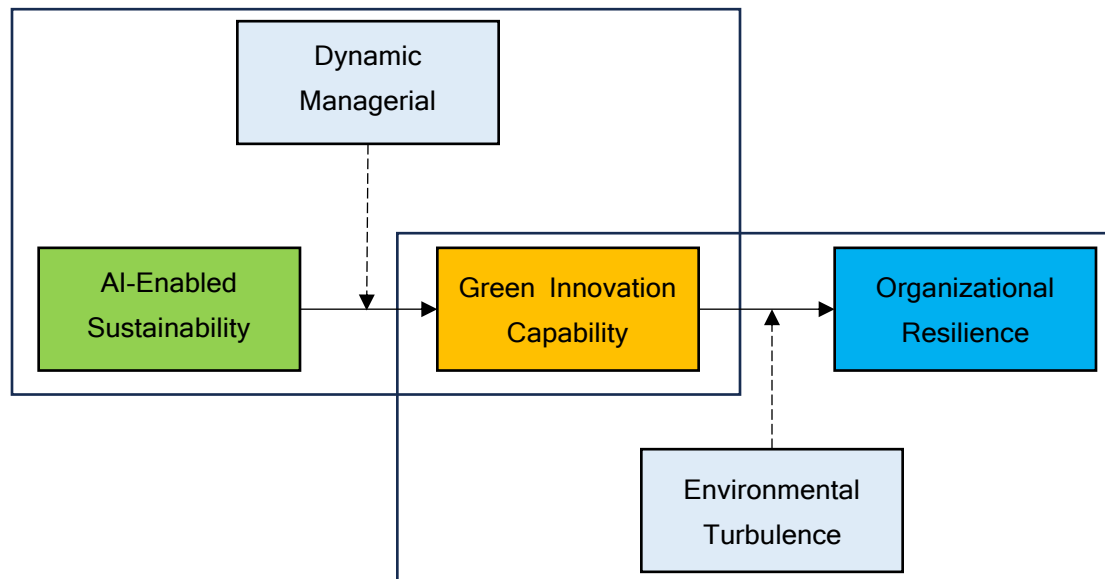 Dynamic
Managerial
AI-Enabled
Sustainability
Green Innovation
Capability
Organizational
Resilience
Environmental
Turbulence